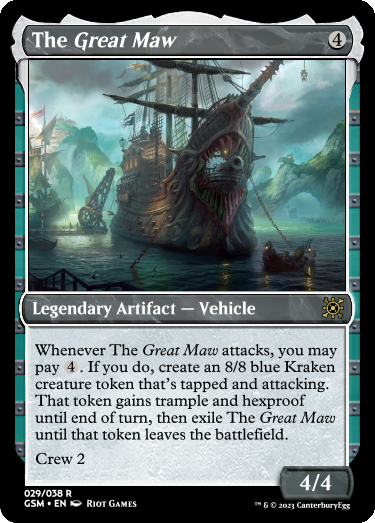 The Great Maw
4
Legendary Artifact — Vehicle
Whenever The Great Maw attacks, you may
pay 4. If you do, create an 8/8 blue Kraken
creature token that's tapped and attacking.
That token gains trample and hexproof
until end of turn, then exile The Great Maw
until that token leaves the battlefield.
Crew 2
4/4
029/038 R
GSM • EN Riot Games
™ & © 2023 CanterburyEgg